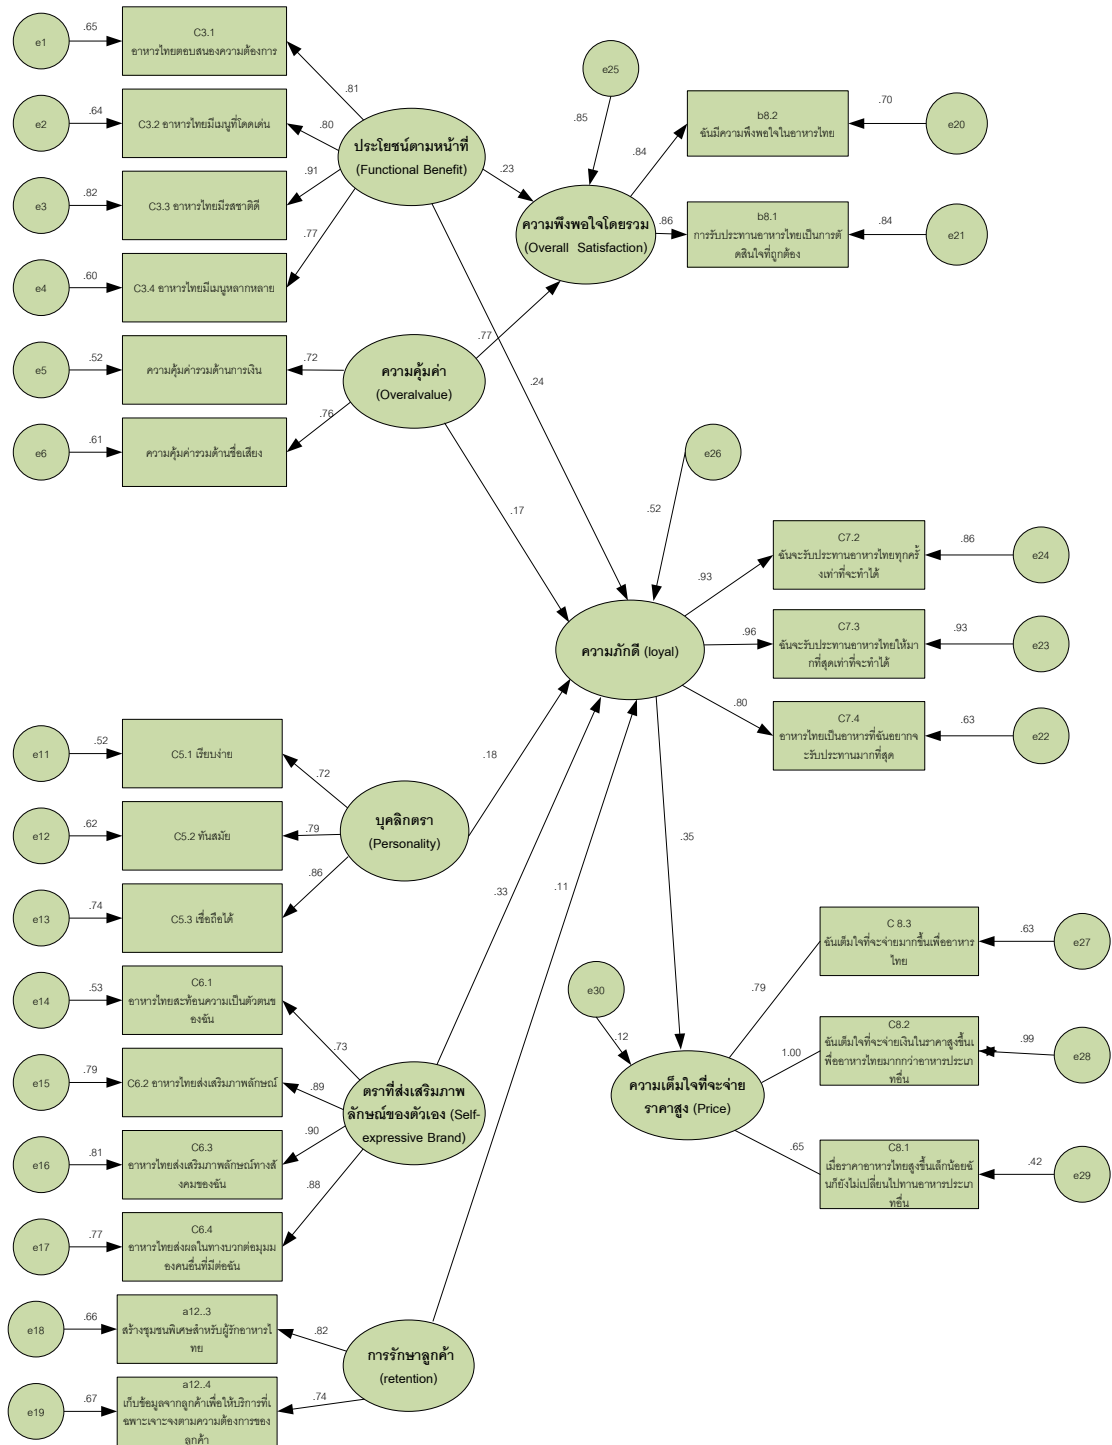 e1
.65
C3.1
อาหารไทยตอบสนองความต้องการ
.81
e2
.64
C3.2 อาหารไทยมีเมนูที่โดดเด่น
.80
e3
.82
C3.3 อาหารไทยมีรสชาติดี
.91
e4
.60
C3.4 อาหารไทยมีเมนูหลากหลาย
.77
ประโยชน์ตามหน้าที่
(Functional Benefit)
.23
.24
e25
.85
ความพึงพอใจโดยรวม
(Overall Satisfaction)
.84
b8.2
ฉันมีความพึงพอใจในอาหารไทย
.70
e20
.86
b8.1
การรับประทานอาหารไทยเป็นการตั
ดสินใจที่ถูกต้อง
.84
e21
e5
.52
ความคุ้มค่ารวมด้านการเงิน
.72
e6
.61
ความคุ้มค่ารวมด้านชื่อเสียง
.76
ความคุ้มค่า
(Overalvalue)
.77
.17
e26
.52
ความภักดี (loyal)
.93
C7.2
ฉันจะรับประทานอาหารไทยทุกครั้
งเท่าที่จะทำได้
.86
e24
.96
C7.3
ฉันจะรับประทานอาหารไทยให้มา
กที่สุดเท่าที่จะทำได้
.93
e23
.80
C7.4
อาหารไทยเป็นอาหารที่ฉันอยากจ
ะรับประทานมากที่สุด
.63
e22
e11
.52
C5.1 เรียบง่าย
.72
e12
.62
C5.2 ทันสมัย
.79
e13
.74
C5.3 เชื่อถือได้
.86
บุคลิกตรา
(Personality)
.18
.33
.11
.35
e14
.53
C6.1
อาหารไทยสะท้อนความเป็นตัวตนข
องฉัน
.73
e15
.79
C6.2 อาหารไทยส่งเสริมภาพลักษณ์
.89
e16
.81
C6.3
อาหารไทยส่งเสริมภาพลักษณ์ทางสั
งคมของฉัน
.90
e17
.77
C6.4
อาหารไทยส่งผลในทางบวกต่อมุมม
องคนอื่นที่มีต่อฉัน
.88
ตราที่ส่งเสริมภาพ
ลักษณ์ของตัวเอง (Self-
expressive Brand)
e30
.12
ความเต็มใจที่จะจ่าย
ราคาสูง (Price)
.79
C 8.3
ฉันเต็มใจที่จะจ่ายมากขึ้นเพื่ออาหาร
ไทย
.63
e27
1.00
C8.2
ฉันเต็มใจที่จะจ่ายเงินในราคาสูงขึ้นเ
พื่ออาหารไทยมากกว่าอาหารประเภ
ทอื่น
.99
e28
.65
C8.1
เมื่อราคาอาหารไทยสูงขึ้นเล็กน้อยฉั
นก็ยังไม่เปลี่ยนไปทานอาหารประเภ
ทอื่น
.42
e29
e18
.66
a12..3
สร้างชุมชนพิเศษสำหรับผู้รักอาหารไ
ทย
.82
e19
.67
a12..4
เก็บข้อมูลจากลูกค้าเพื่อให้บริการที่เ
ฉพาะเจาะจงตามความต้องการของ
ลูกค้า
.74
การรักษาลูกค้า
(retention)